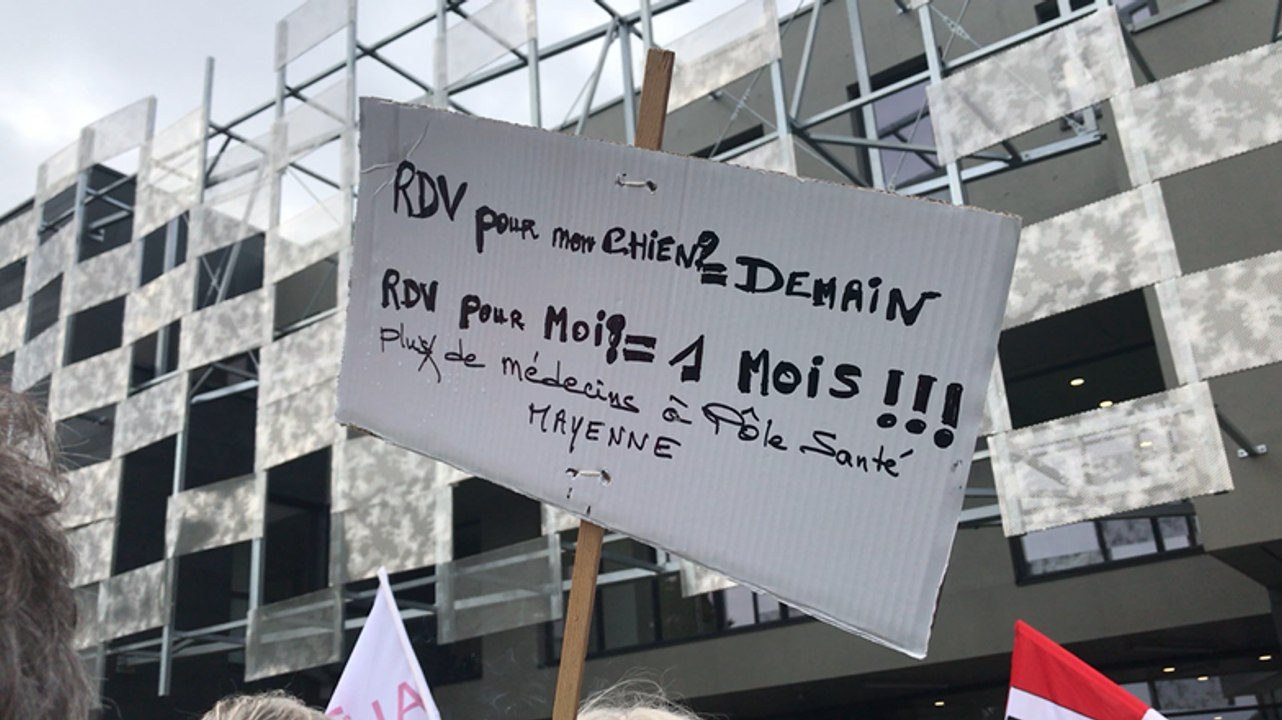 RDV pour mon CHIEN? = DEMAIN
RDV pour Moi? = 1 MOIS !!!
plus de médecins à Pôle Santé
MAYENNE